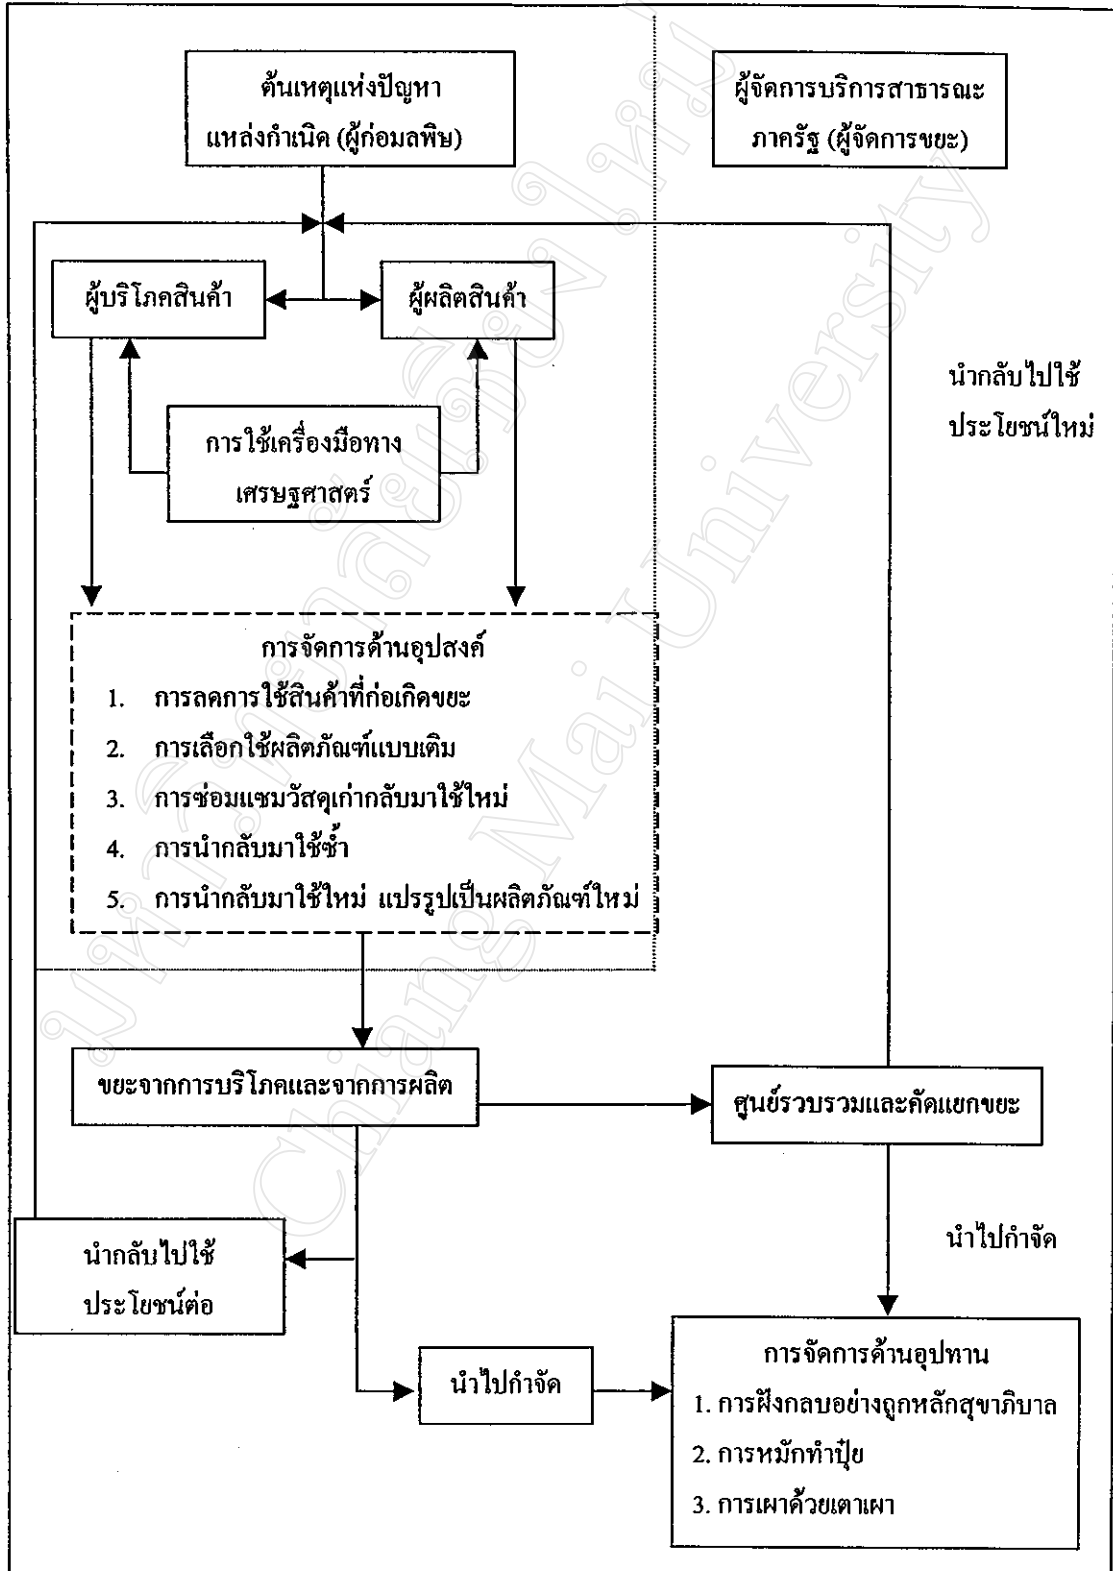 ต้นเหตุแห่งปัญหา
แหล่งกำเนิด (ผู้ก่อมลพิษ)
ผู้จัดการบริการสาธารณะ
ภาครัฐ (ผู้จัดการขยะ)
ผู้บริโภคสินค้า
ผู้ผลิตสินค้า
นำกลับไปใช้
ประโยชน์ใหม่
การใช้เครื่องมือทาง
เศรษฐศาสตร์
การจัดการด้านอุปสงค์
1. การลดการใช้สินค้าที่ก่อเกิดขยะ
2. การเลือกใช้ผลิตภัณฑ์แบบเติม
3. การซ่อมแซมวัสดุเก่ากลับมาใช้ใหม่
4. การนำกลับมาใช้ซ้ำ
5. การนำกลับมาใช้ใหม่ แปรรูปเป็นผลิตภัณฑ์ใหม่
ขยะจากการบริโภคและจากการผลิต
ศูนย์รวบรวมและคัดแยกขยะ
นำกลับไปใช้
ประโยชน์ต่อ
นำไปกำจัด
นำไปกำจัด
การจัดการด้านอุปทาน
1. การฝังกลบอย่างถูกหลักสุขาภิบาล
2. การหมักทำปุ๋ย
3. การเผาด้วยเตาเผา
มหาวิทยาลัยเชียงใหม่
Chiang Mai University